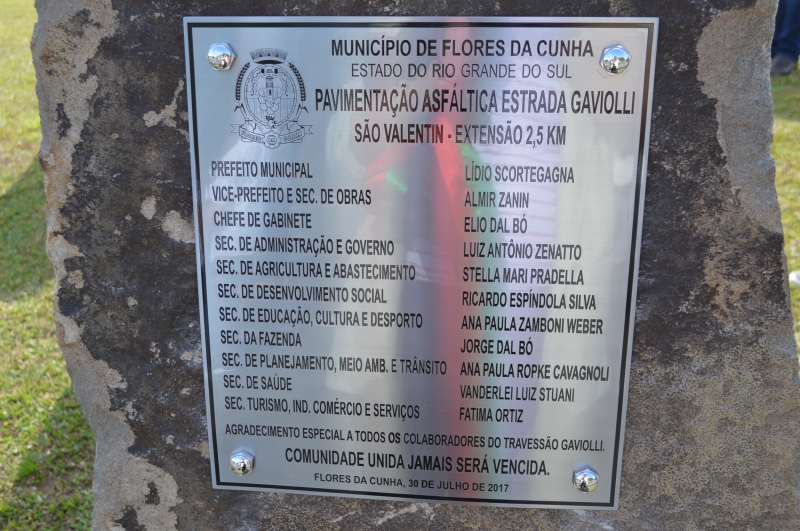 MUNICÍPIO DE FLORES DA CUNHA
ESTADO DO RIO GRANDE DO SUL
PAVIMENTAÇÃO ASFÁLTICA ESTRADA GAVIOLLI
SÃO VALENTIN - EXTENSÃO 2,5 KM
PREFEITO MUNICIPAL LÍDIO SCORTEGAGNA
VICE-PREFEITO E SEC. DE OBRAS ALMIR ZANIN
CHEFE DE GABINETE ELIO DAL BÓ
SEC. DE ADMINISTRAÇÃO E GOVERNO LUIZ ANTÔNIO ZENATTO
SEC. DE AGRICULTURA E ABASTECIMENTO STELLA MARI PRADELLA
SEC. DE DESENVOLVIMENTO SOCIAL RICARDO ESPÍNDOLA SILVA
SEC. DE EDUCAÇÃO, CULTURA E DESPORTO ANA PAULA ZAMBONI WEBER
SEC. DA FAZENDA JORGE DAL BÓ
SEC. DE PLANEJAMENTO, MEIO AMB. E TRÂNSITO ANA PAULA ROPKE CAVAGNOLI
SEC. DE SAÚDE VANDERLEI LUIZ STUANI
SEC. TURISMO, IND. COMÉRCIO E SERVIÇOS FATIMA ORTIZ
AGRADECIMENTO ESPECIAL A TODOS OS COLABORADORES DO TRAVESSÃO GAVIOLLI.
COMUNIDADE UNIDA JAMAIS SERÁ VENCIDA.
FLORES DA CUNHA, 30 DE JULHO DE 2017